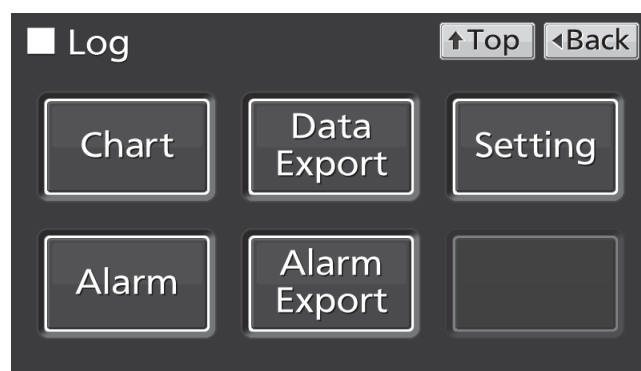 Log
Top
Back
Chart
Data
Export
Setting
Alarm
Alarm
Export